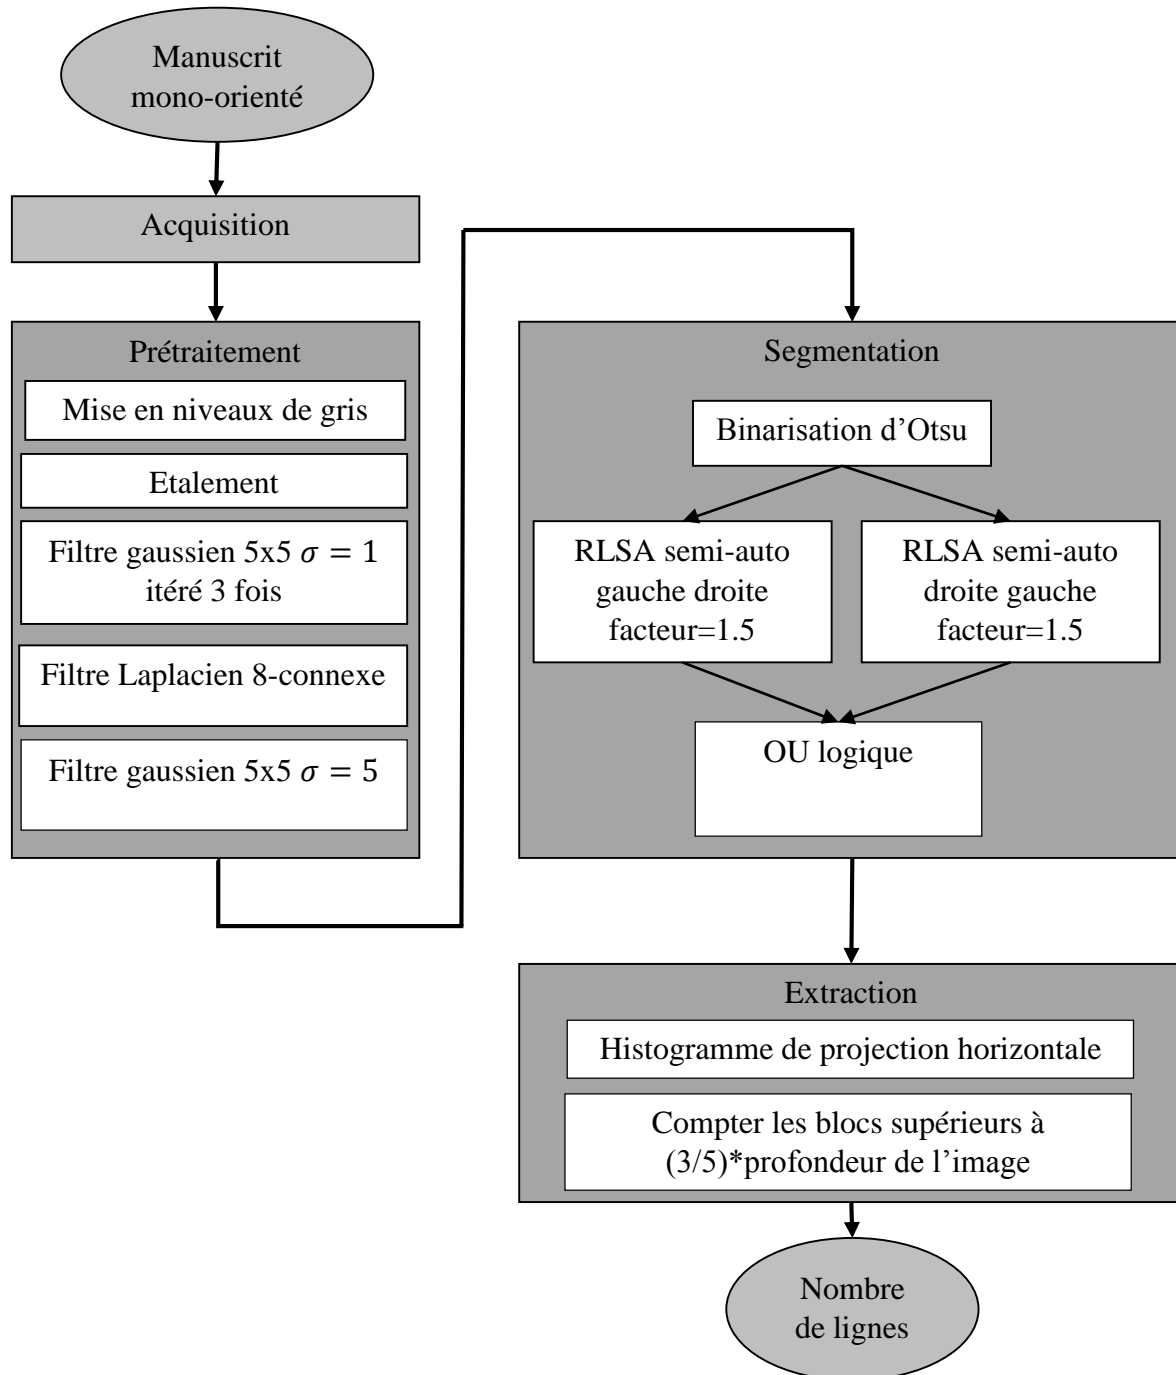 Manuscrit
mono-orienté
Acquisition
Prétraitement
Mise en niveaux de gris
Etalement
Filtre gaussien 5x5 𝜎 = 1
itéré 3 fois
Filtre Laplacien 8-connexe
Filtre gaussien 5x5 𝜎 = 5
Segmentation
Binarisation d’Otsu
RLSA semi-auto
gauche droite
facteur=1.5
RLSA semi-auto
droite gauche
facteur=1.5
OU logique
Extraction
Histogramme de projection horizontale
Compter les blocs supérieurs à
(3/5)*profondeur de l’image
Nombre
de lignes